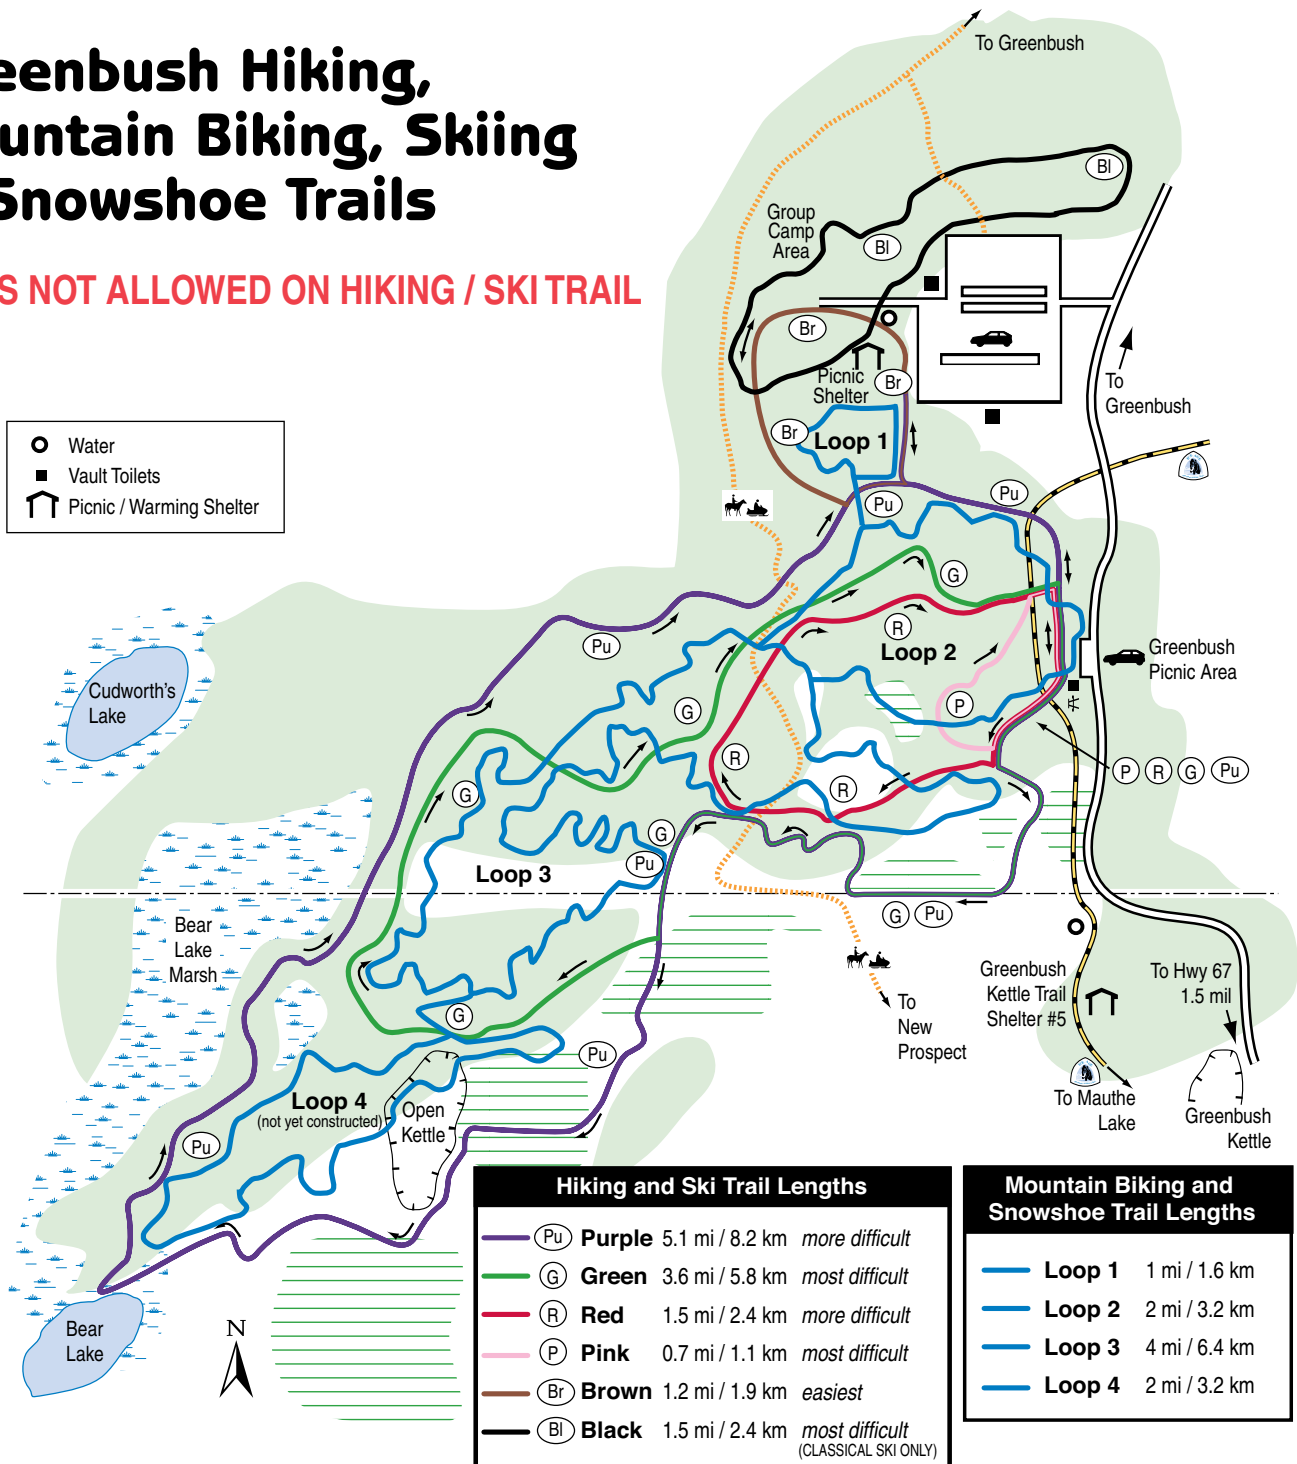 eenbush Hiking,
untain Biking, Skiing
Snowshoe Trails
S NOT ALLOWED ON HIKING / SKI TRAIL
Water
Vault Toilets
Picnic / Warming Shelter
To Greenbush
Bl
Group
Camp
Area
Bl
Br
Picnic
Shelter
Br
To
Greenbush
Br
Loop 1
Pu
Pu
G
R
Pu
Loop 2
Greenbush
Picnic Area
Cudworth's
Lake
G
P
R
P R G Pu
G
R
G
Pu
Loop 3
G Pu
Bear
Lake
Marsh
Greenbush
Kettle Trail
Shelter #5
To Hwy 67
1.5 mil
To
New
Prospect
G
Pu
Loop 4
(not yet constructed)
Open
Kettle
To Mauthe
Lake
Greenbush
Kettle
Pu
Bear
Lake
N
Hiking and Ski Trail Lengths
Pu Purple 5.1 mi / 8.2 km more difficult
G Green 3.6 mi / 5.8 km most difficult
R Red 1.5 mi / 2.4 km more difficult
P Pink 0.7 mi / 1.1 km most difficult
Br Brown 1.2 mi / 1.9 km easiest
Bl Black 1.5 mi / 2.4 km most difficult
(CLASSICAL SKI ONLY)
Mountain Biking and
Snowshoe Trail Lengths
Loop 1 1 mi / 1.6 km
Loop 2 2 mi / 3.2 km
Loop 3 4 mi / 6.4 km
Loop 4 2 mi / 3.2 km